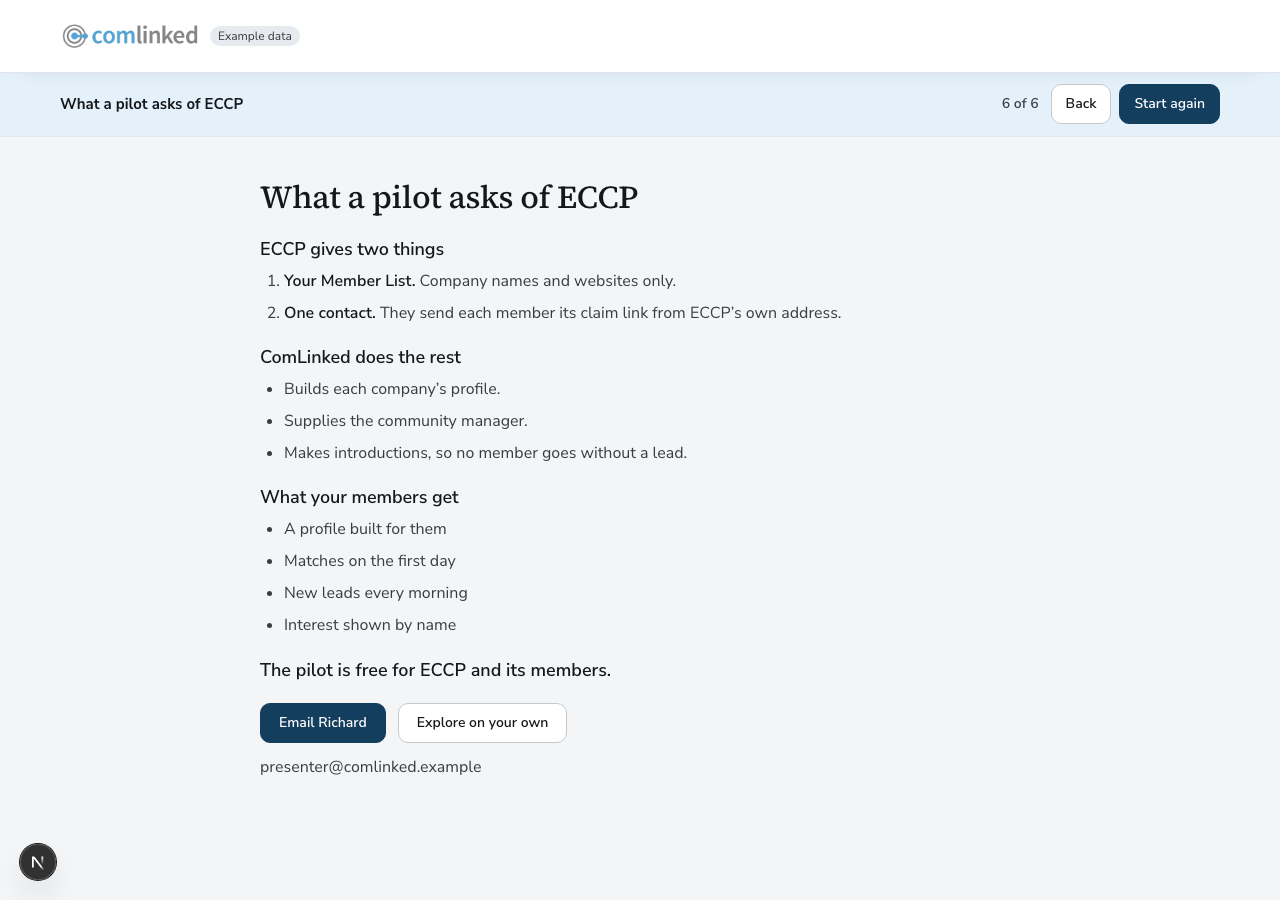 comlinked
Example data
What a pilot asks of ECCP
6 of 6
Back
Start again
What a pilot asks of ECCP
ECCP gives two things
1. Your Member List. Company names and websites only.
2. One contact. They send each member its claim link from ECCP’s own address.
ComLinked does the rest
• Builds each company’s profile.
• Supplies the community manager.
• Makes introductions, so no member goes without a lead.
What your members get
• A profile built for them
• Matches on the first day
• New leads every morning
• Interest shown by name
The pilot is free for ECCP and its members.
Email Richard
Explore on your own
presenter@comlinked.example
N